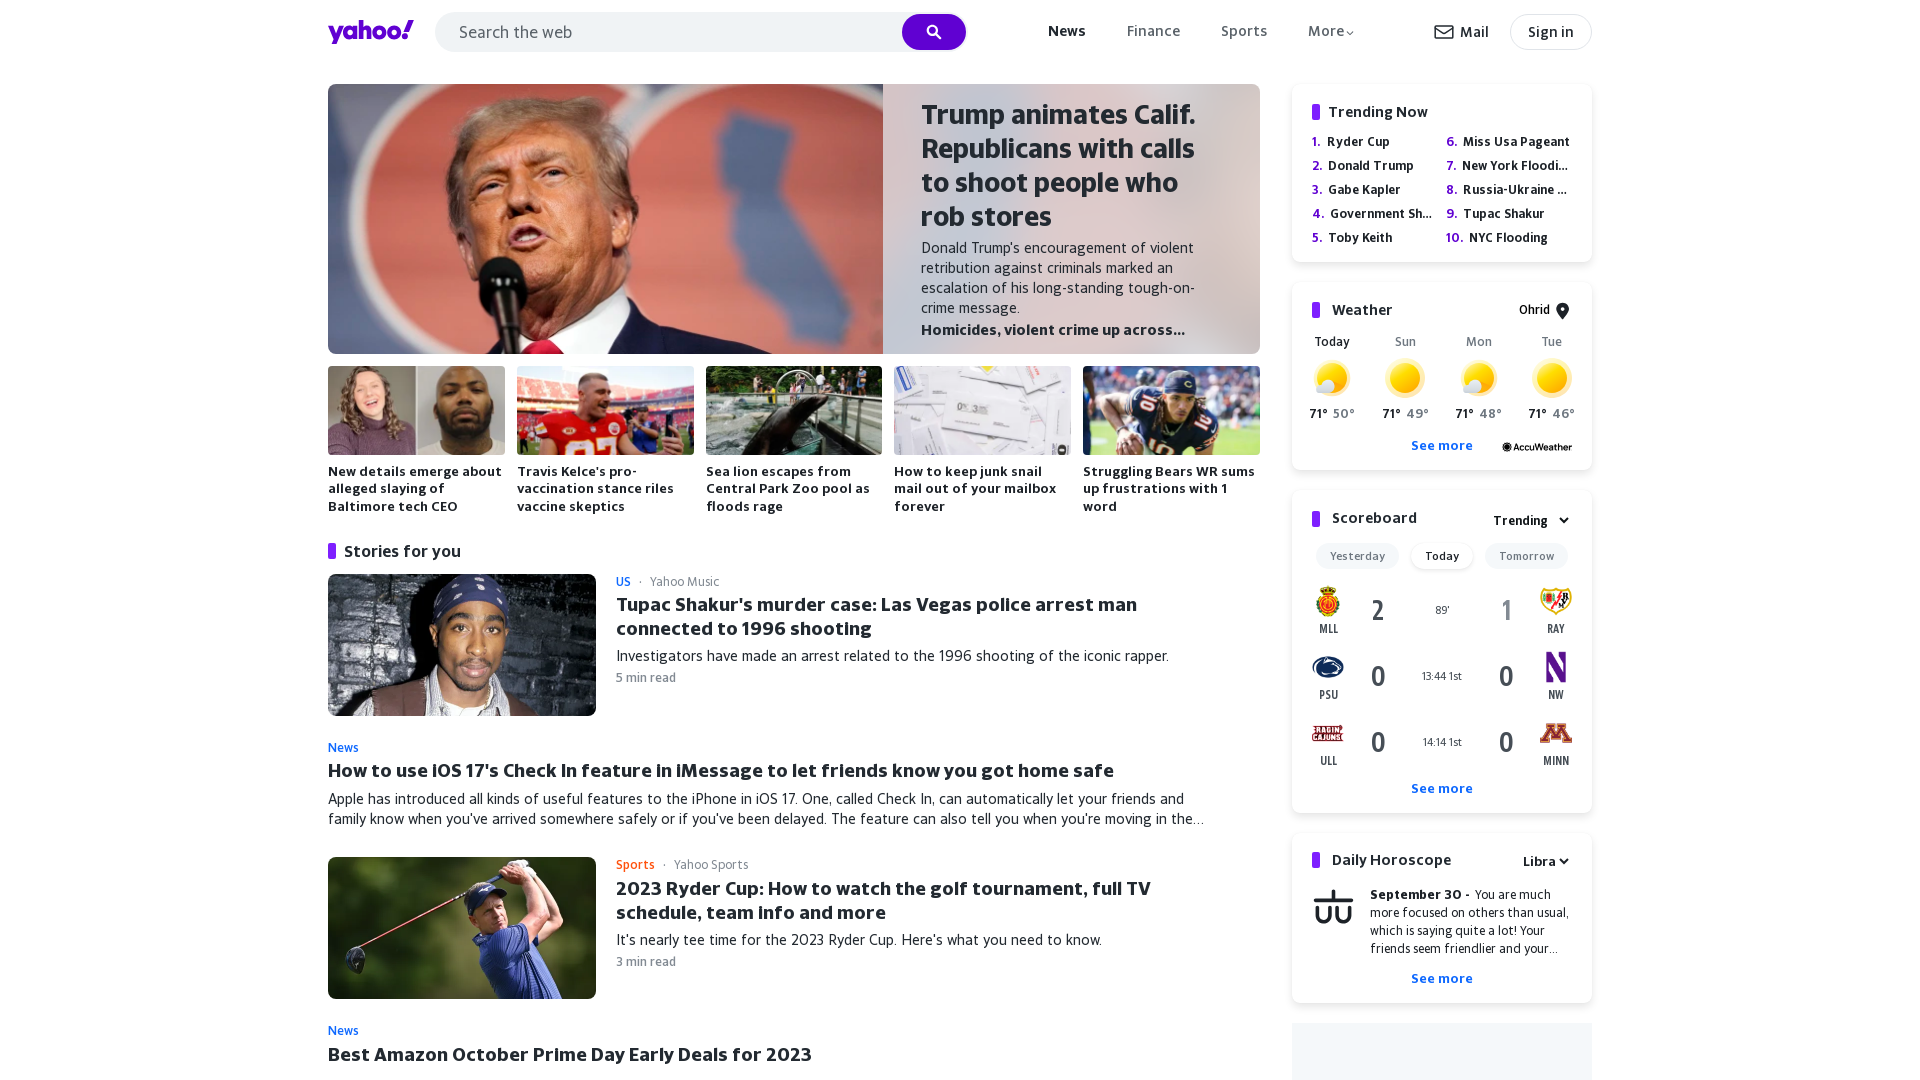 yahoo!
Search the web
News
Finance
Sports
More
Mail
Sign in
Trump animates Calif.
Republicans with calls
to shoot people who
rob stores
Donald Trump's encouragement of violent
retribution against criminals marked an
escalation of his long-standing tough-on-
crime message.
Homicides, violent crime up across...
New details emerge about
alleged slaying of
Baltimore tech CEO
Travis Kelce's pro-
vaccination stance riles
vaccine skeptics
Sea lion escapes from
Central Park Zoo pool as
floods rage
How to keep junk snail
mail out of your mailbox
forever
Struggling Bears WR sums
up frustrations with 1
word
Stories for you
US · Yahoo Music
Tupac Shakur's murder case: Las Vegas police arrest man
connected to 1996 shooting
Investigators have made an arrest related to the 1996 shooting of the iconic rapper.
5 min read
News
How to use iOS 17's Check In feature in iMessage to let friends know you got home safe
Apple has introduced all kinds of useful features to the iPhone in iOS 17. One, called Check In, can automatically let your friends and
family know when you've arrived somewhere safely or if you've been delayed. The feature can also tell you when you're moving in the...
Sports · Yahoo Sports
2023 Ryder Cup: How to watch the golf tournament, full TV
schedule, team info and more
It's nearly tee time for the 2023 Ryder Cup. Here's what you need to know.
3 min read
News
Best Amazon October Prime Day Early Deals for 2023
Trending Now
1. Ryder Cup
2. Donald Trump
3. Gabe Kapler
4. Government Sh...
5. Toby Keith
6. Miss Usa Pageant
7. New York Floodi...
8. Russia-Ukraine ...
9. Tupac Shakur
10. NYC Flooding
Weather
Ohrid
Today Sun Mon Tue
71° 50° 71° 49° 71° 48° 71° 46°
See more
AccuWeather
Scoreboard
Trending
Yesterday Today Tomorrow
2 89' 1
MLL RAY
0 13:44 1st 0
PSU NW
RAGIN CAJUNS
0 14:14 1st 0
ULL MINN
See more
Daily Horoscope
Libra
September 30 - You are much
more focused on others than usual,
which is saying quite a lot! Your
friends seem friendlier and your...
See more